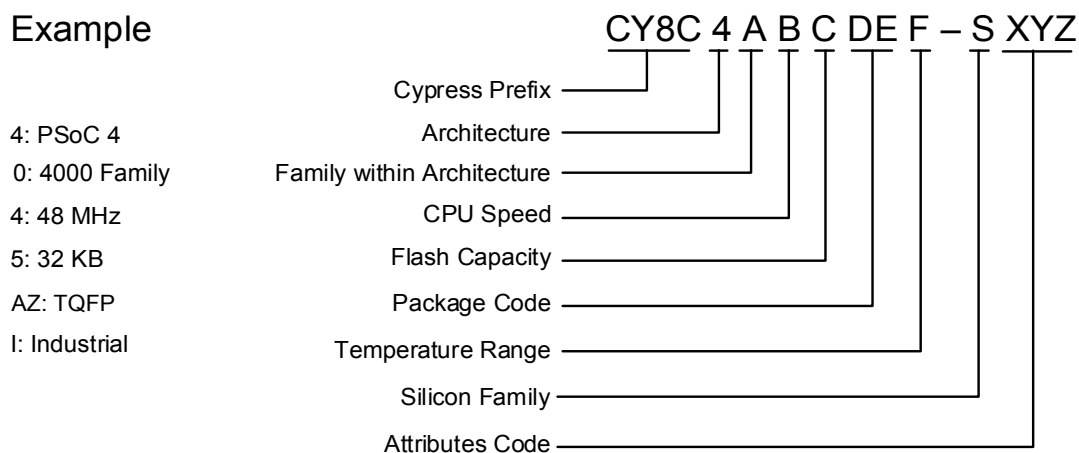 Example CY8C 4 A B C DE F – S XYZ
Cypress Prefix
4: PSoC 4 Architecture
0: 4000 Family Family within Architecture
4: 48 MHz CPU Speed
5: 32 KB Flash Capacity
AZ: TQFP Package Code
I: Industrial Temperature Range
Silicon Family
Attributes Code